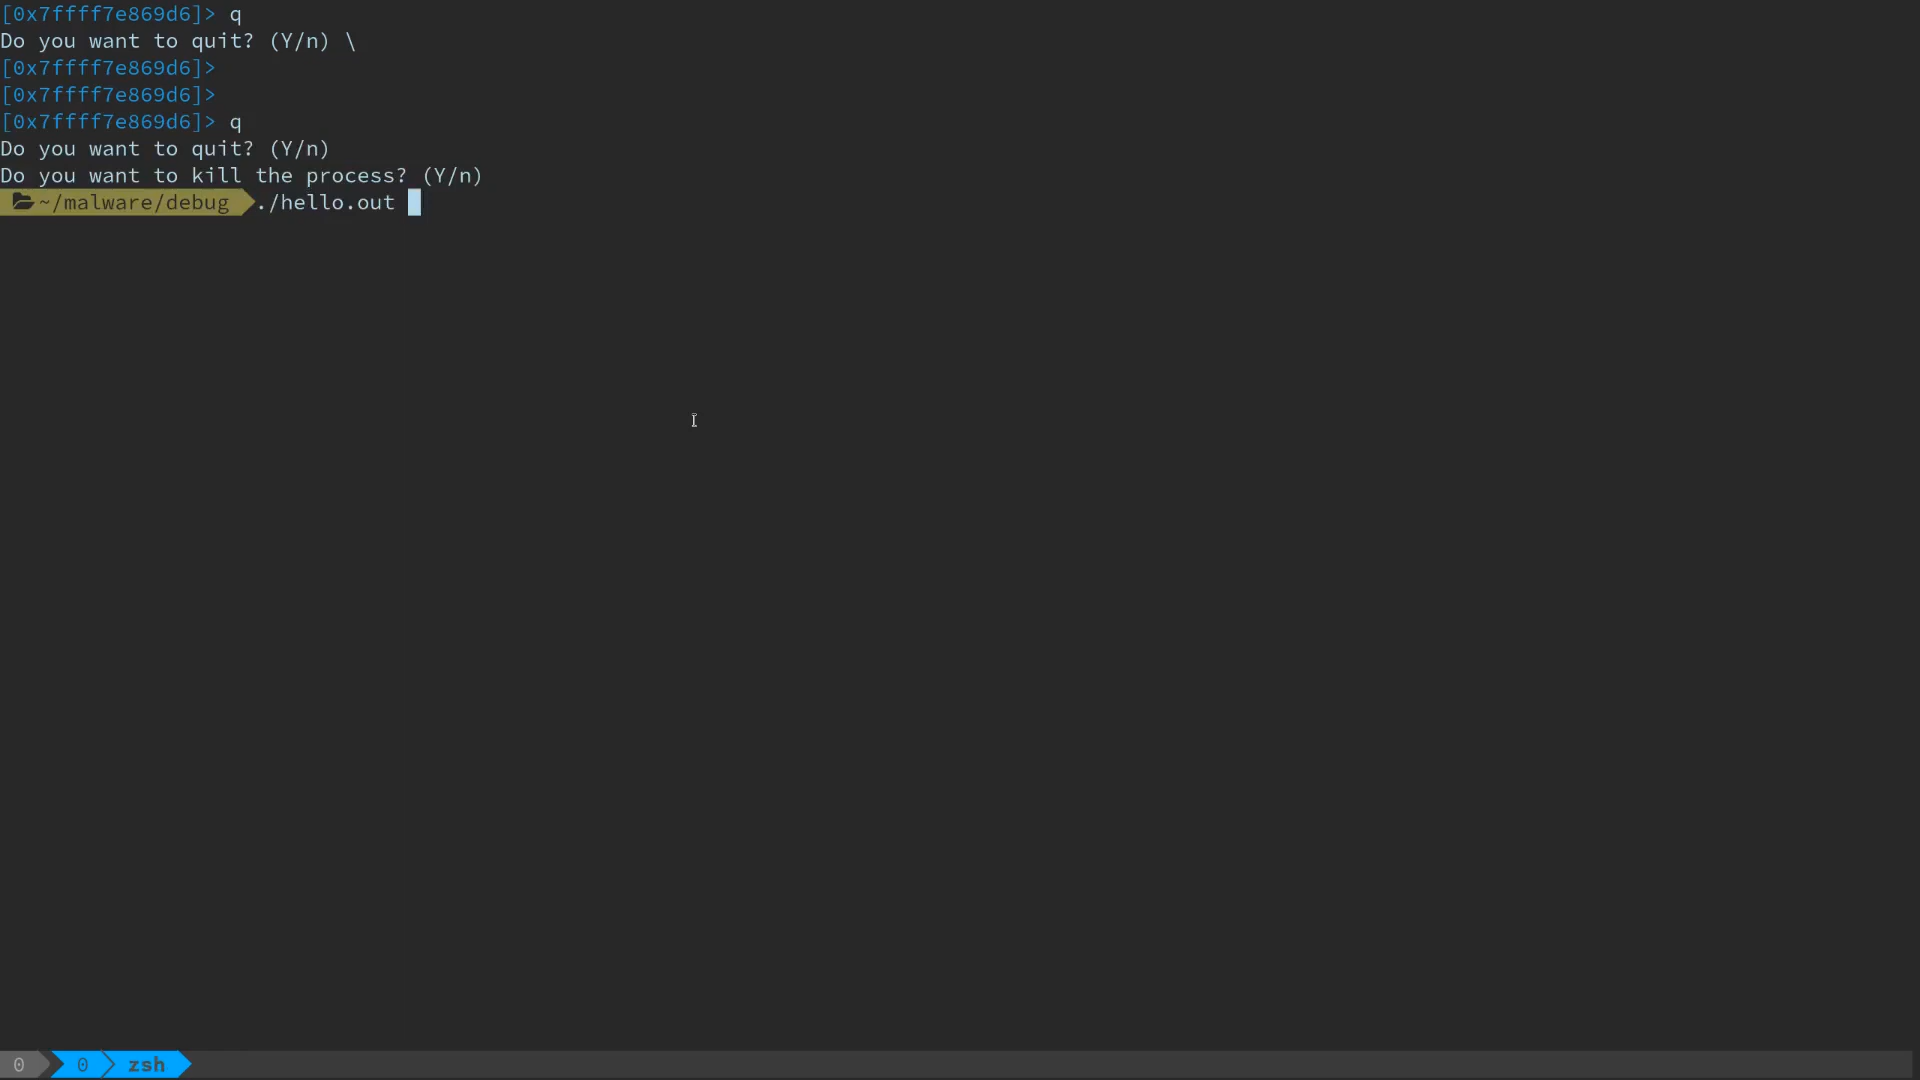 [0x7ffff7e869d6]> q
Do you want to quit? (Y/n) \
[0x7ffff7e869d6]>
[0x7ffff7e869d6]>
[0x7ffff7e869d6]> q
Do you want to quit? (Y/n)
Do you want to kill the process? (Y/n)
~/malware/debug ./hello.out
0 0 zsh